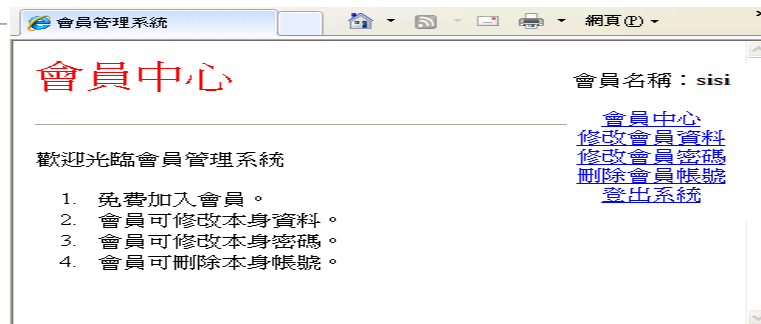 會員管理系統
網頁(P)
會員中心
會員名稱：sisi
會員中心
修改會員資料
修改會員密碼
刪除會員帳號
登出系統
歡迎光臨會員管理系統
1. 免費加入會員。
2. 會員可修改本身資料。
3. 會員可修改本身密碼。
4. 會員可刪除本身帳號。